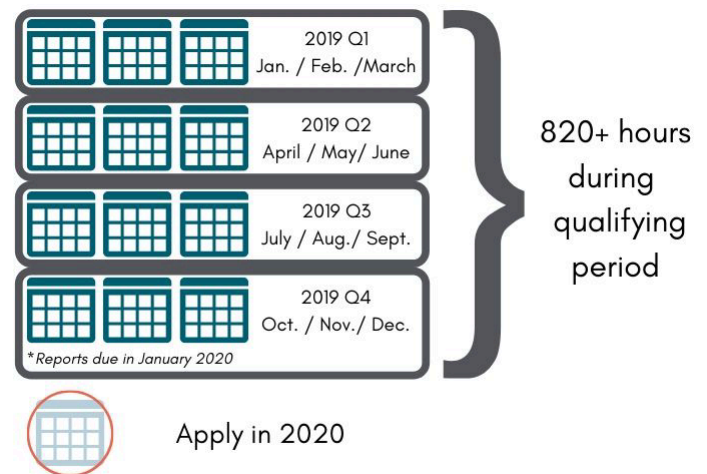 2019 Q1
Jan. / Feb. /March
2019 Q2
April / May/ June
2019 Q3
July / Aug./ Sept.
2019 Q4
Oct. / Nov./ Dec.
*Reports due in January 2020
820+ hours
during
qualifying
period
Apply in 2020